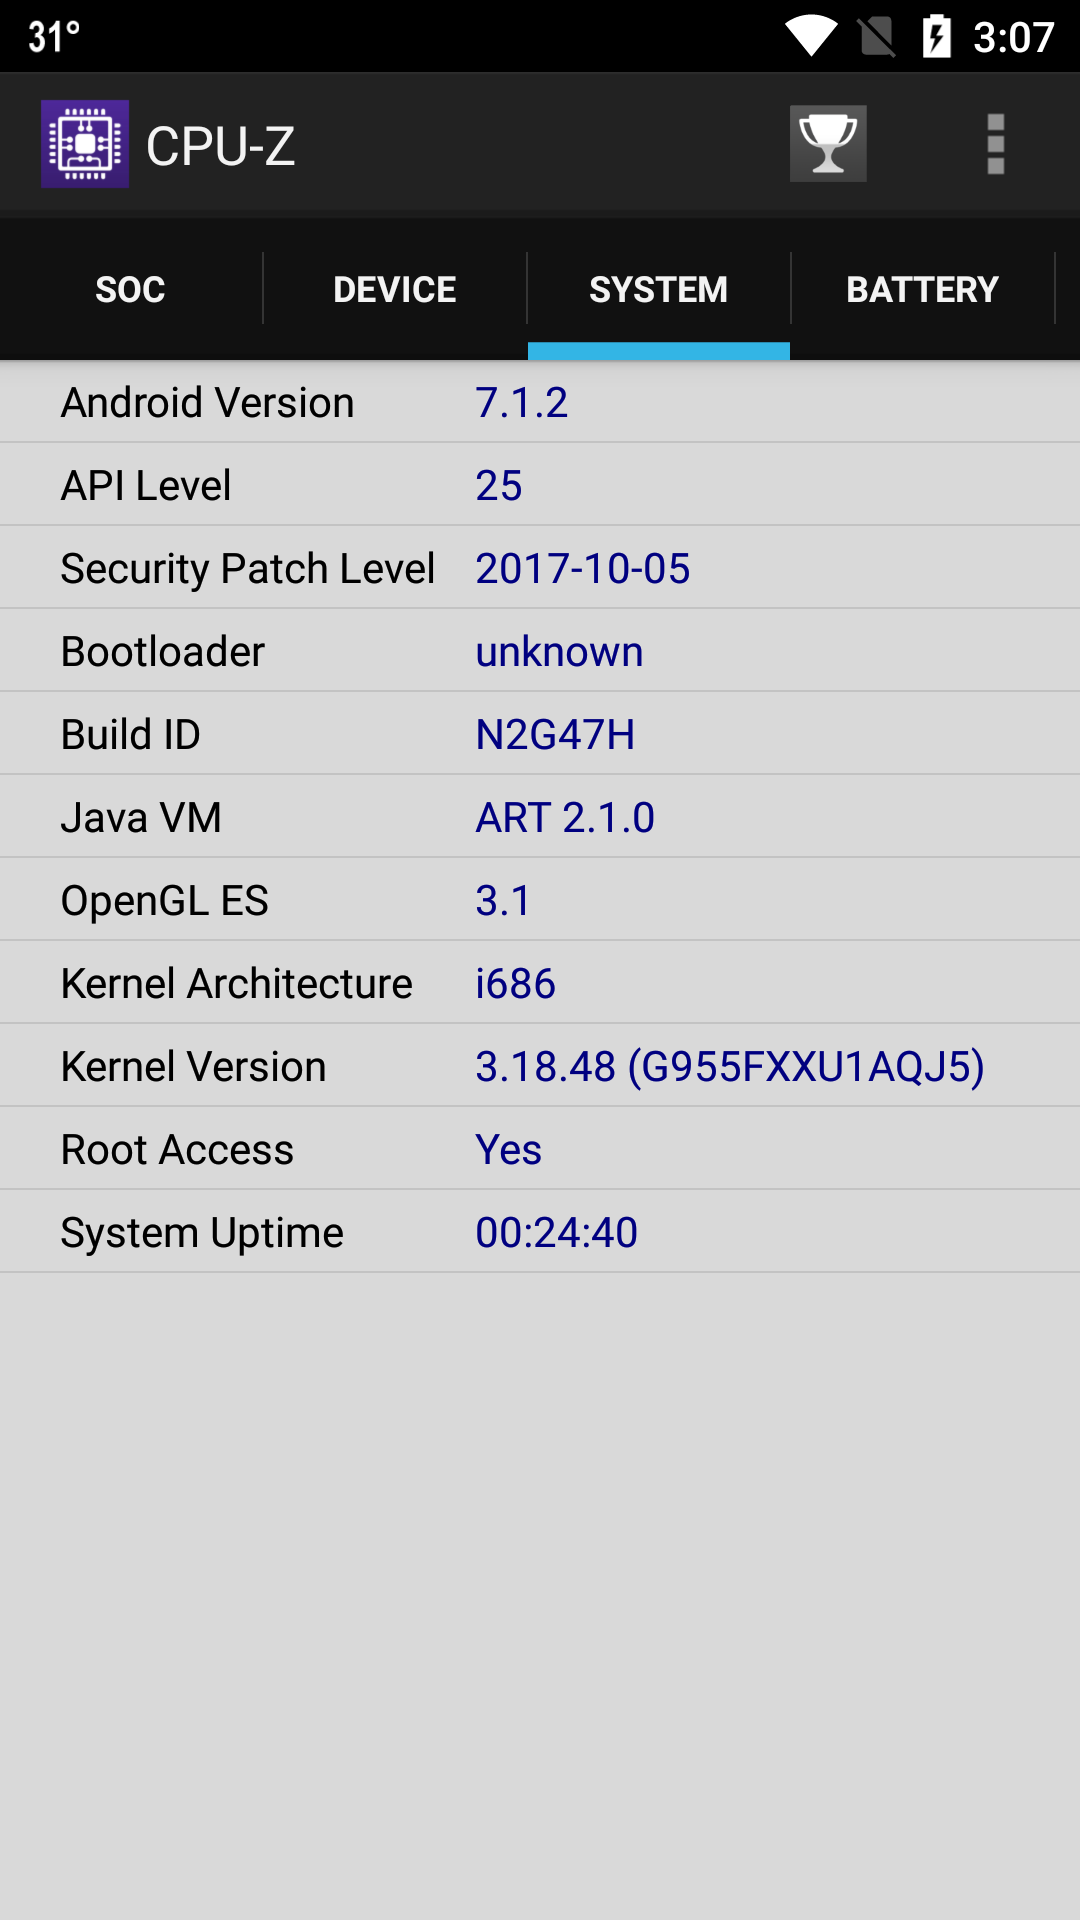 31° 3:07
CPU-Z
SOC DEVICE SYSTEM BATTERY
Android Version 7.1.2
API Level 25
Security Patch Level 2017-10-05
Bootloader unknown
Build ID N2G47H
Java VM ART 2.1.0
OpenGL ES 3.1
Kernel Architecture i686
Kernel Version 3.18.48 (G955FXXU1AQJ5)
Root Access Yes
System Uptime 00:24:40